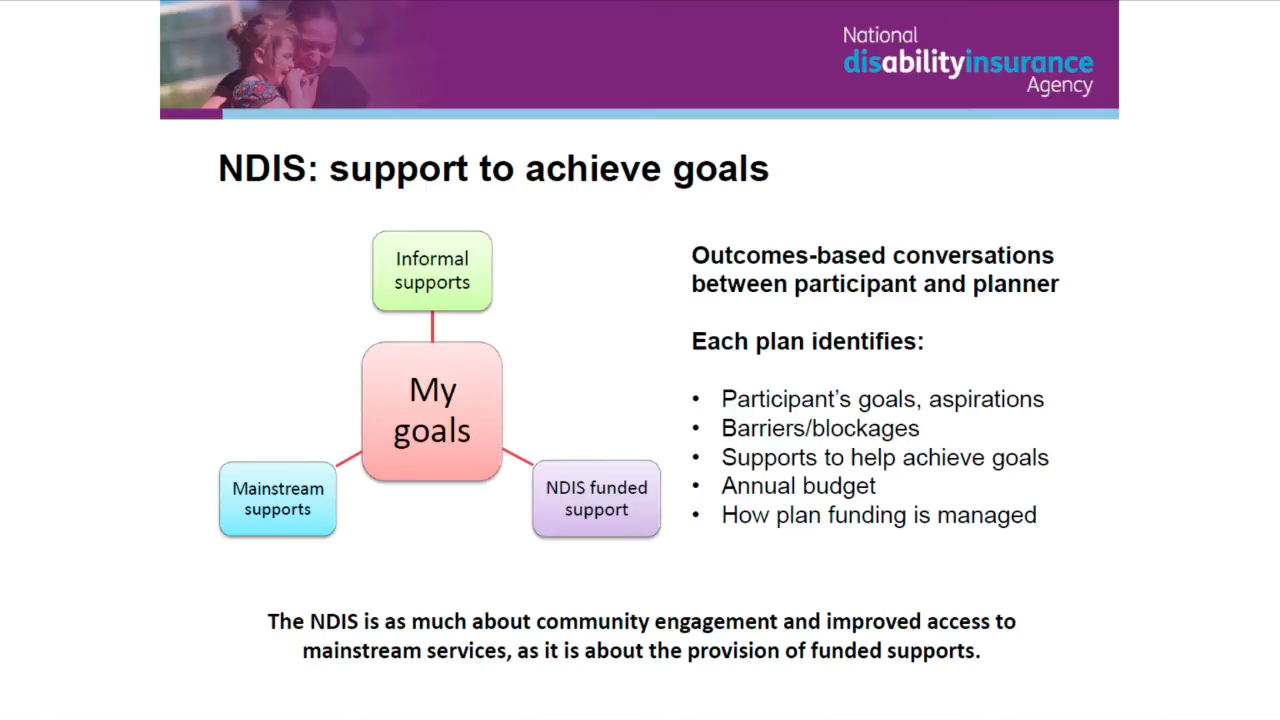 National
disabilityinsurance
Agency
NDIS: support to achieve goals
Informal
supports
My
goals
Mainstream
supports
NDIS funded
support
Outcomes-based conversations
between participant and planner
Each plan identifies:
• Participant’s goals, aspirations
• Barriers/blockages
• Supports to help achieve goals
• Annual budget
• How plan funding is managed
The NDIS is as much about community engagement and improved access to
mainstream services, as it is about the provision of funded supports.